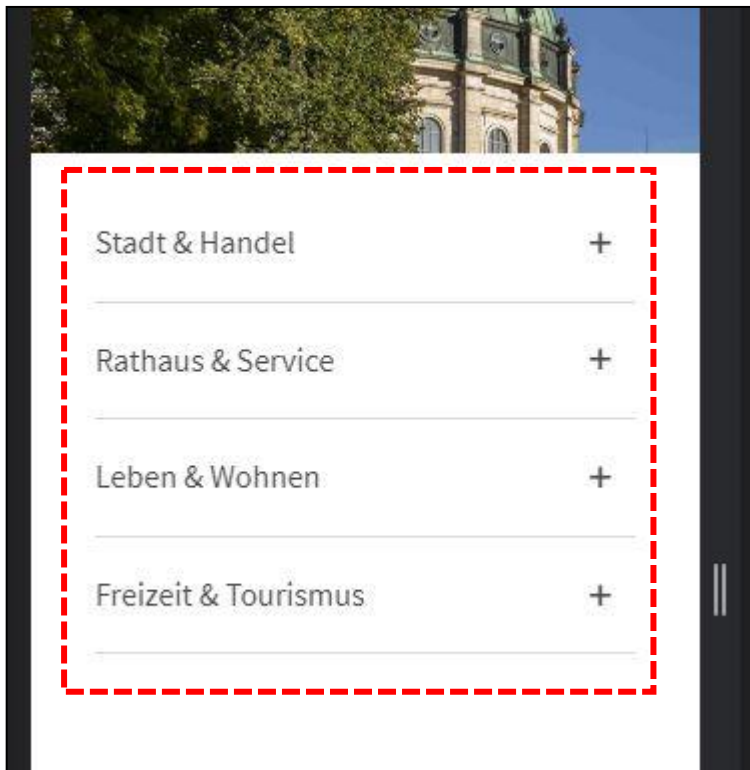 Stadt & Handel +
Rathaus & Service +
Leben & Wohnen +
Freizeit & Tourismus +